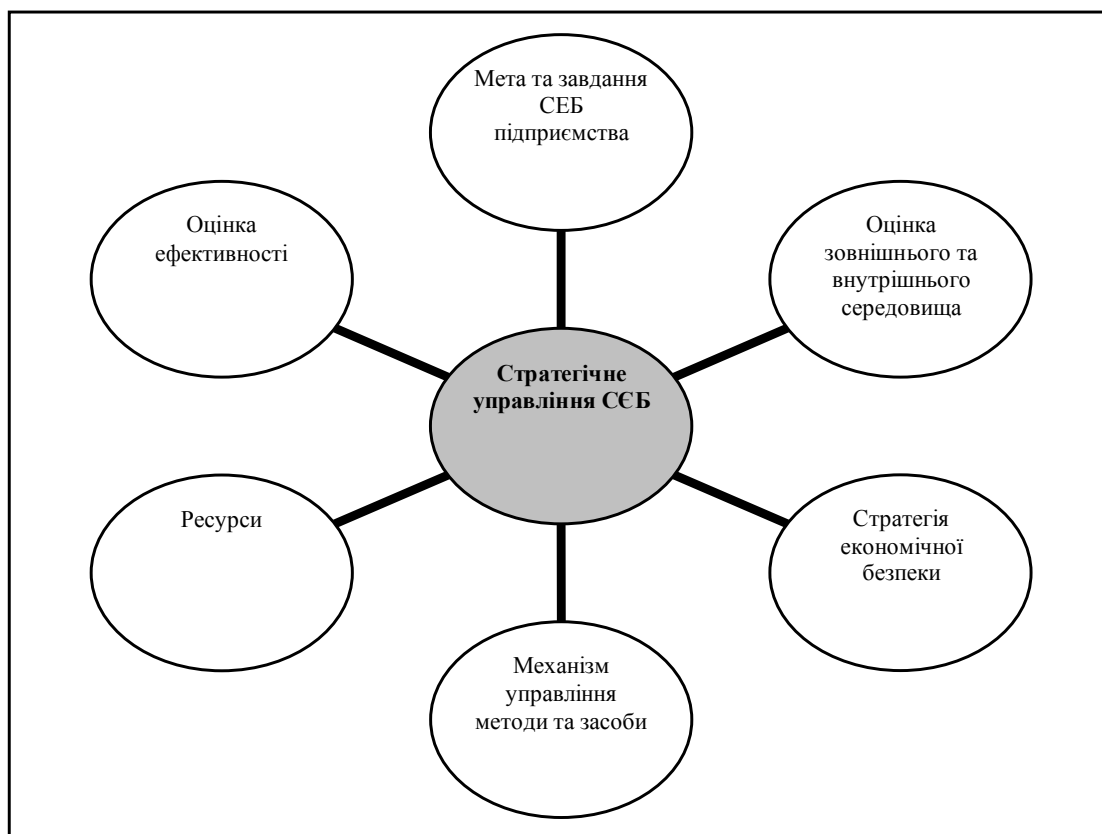 Мета та завдання
СЕБ
підприємства
Оцінка
ефективності
Оцінка
зовнішнього та
внутрішнього
середовища
Стратегічне
управління СЄБ
Ресурси
Стратегія
економічної
безпеки
Механізм
управління
методи та засоби